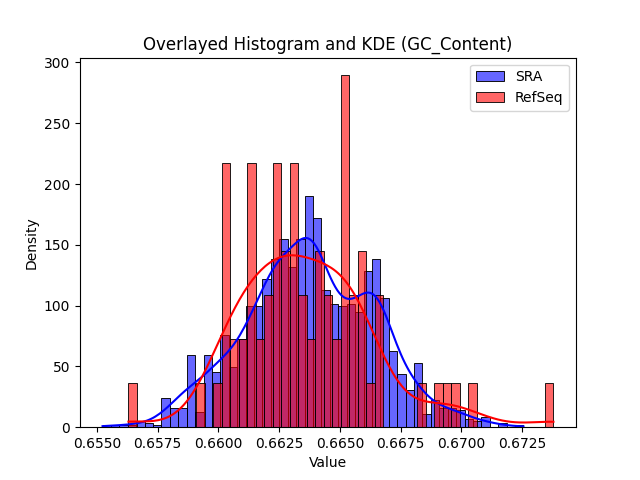 Overlayed Histogram and KDE (GC_Content)
SRA
RefSeq
300
250
200
150
100
50
0
Density
0.6550 0.6575 0.6600 0.6625 0.6650 0.6675 0.6700 0.6725
Value